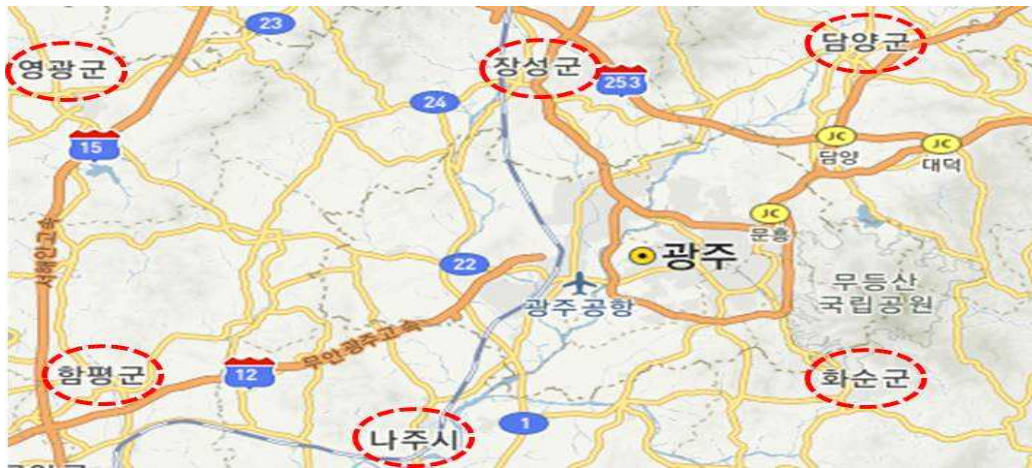 23
영광군
장성군
담양군
253
24
15
JC
담양
JC
대덕
JC
문흥
서해안고속
22
광주
광주공항
무등산
국립공원
무안광주고속
함평군
12
화순군
나주시
1